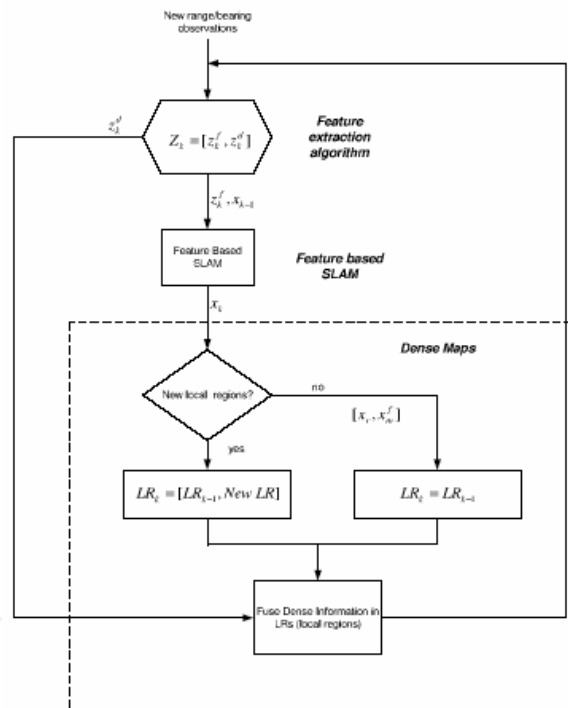 New range/bearing
observations
z_k^d
Z_k = [z_k^f, z_k^d]
Feature
extraction
algorithm
z_k^f, x_{k-1}
Feature Based
SLAM
Feature based
SLAM
x_k
Dense Maps
New local regions?
no
[x_v, x_m^f]
yes
LR_k = [LR_{k-1}, New LR]
LR_k = LR_{k-1}
Fuse Dense Information in
LRs (local regions)